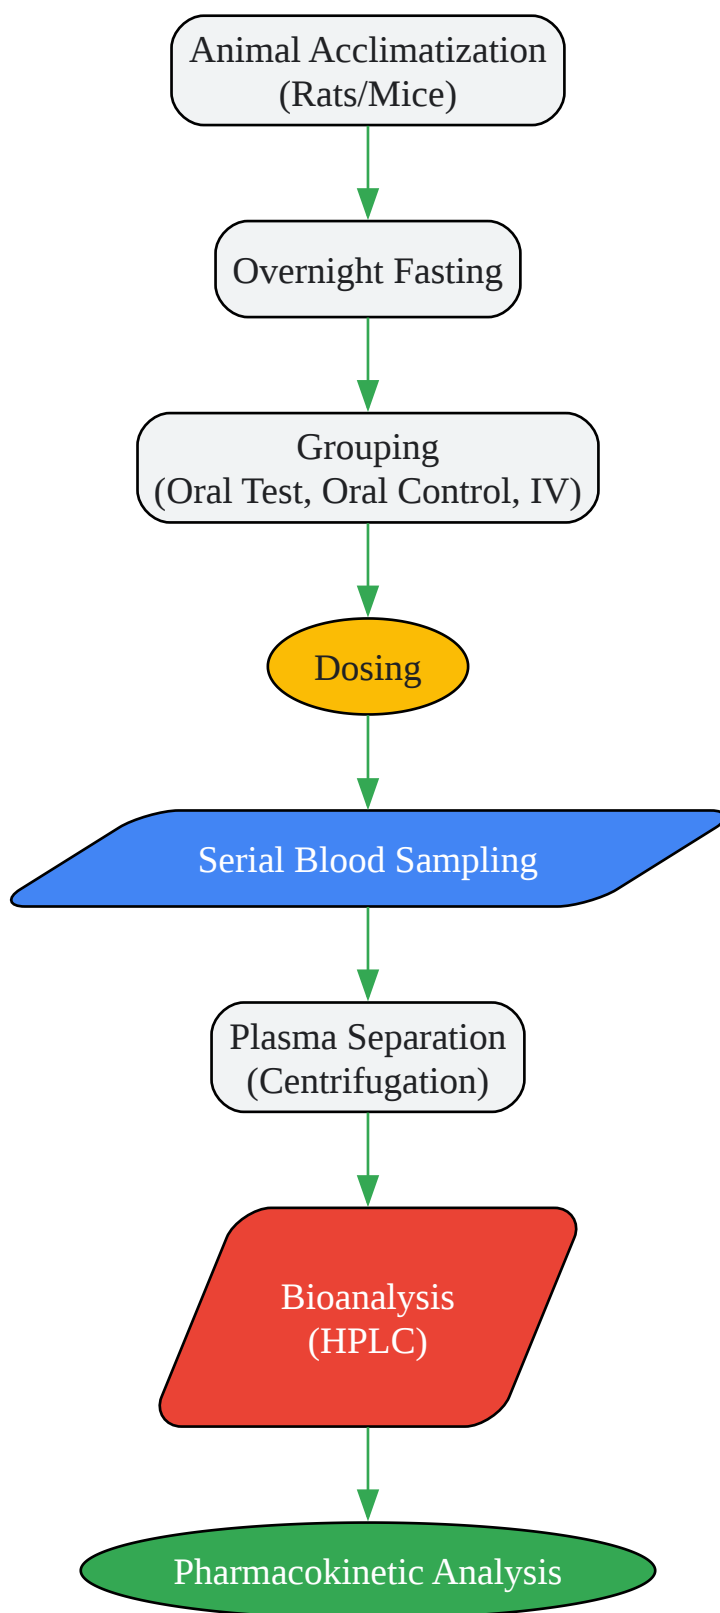 Animal Acclimatization
(Rats/Mice)
Overnight Fasting
Grouping
(Oral Test, Oral Control, IV)
Dosing
Serial Blood Sampling
Plasma Separation
(Centrifugation)
Bioanalysis
(HPLC)
Pharmacokinetic Analysis